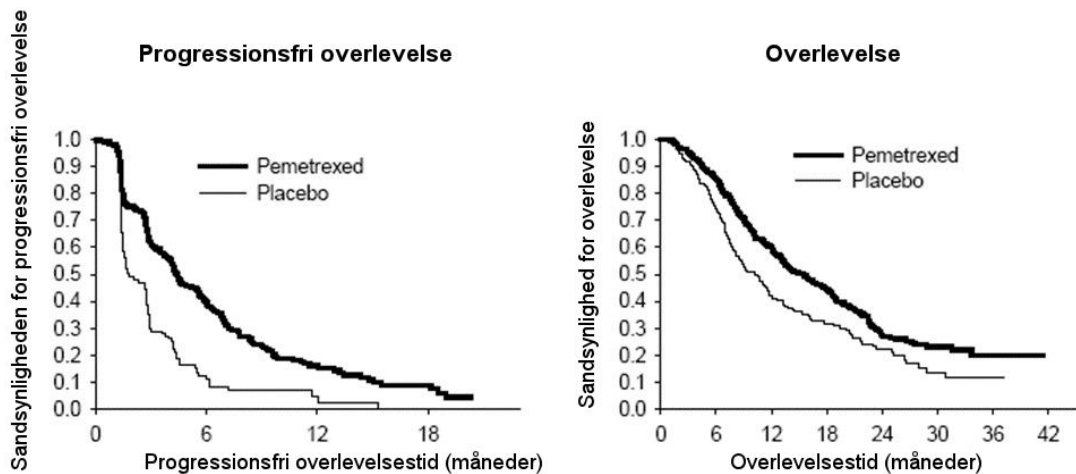 Progressionsfri overlevelse
Sandsynligheden for progressionsfri overlevelse
1.0
0.9
0.8
0.7
0.6
0.5
0.4
0.3
0.2
0.1
0.0
Pemetrexed
Placebo
0 6 12 18
Progressionsfri overlevelsestid (måneder)
Overlevelse
Sandsynlighed for overlevelse
1.0
0.9
0.8
0.7
0.6
0.5
0.4
0.3
0.2
0.1
0.0
Pemetrexed
Placebo
0 6 12 18 24 30 36 42
Overlevelsestid (måneder)